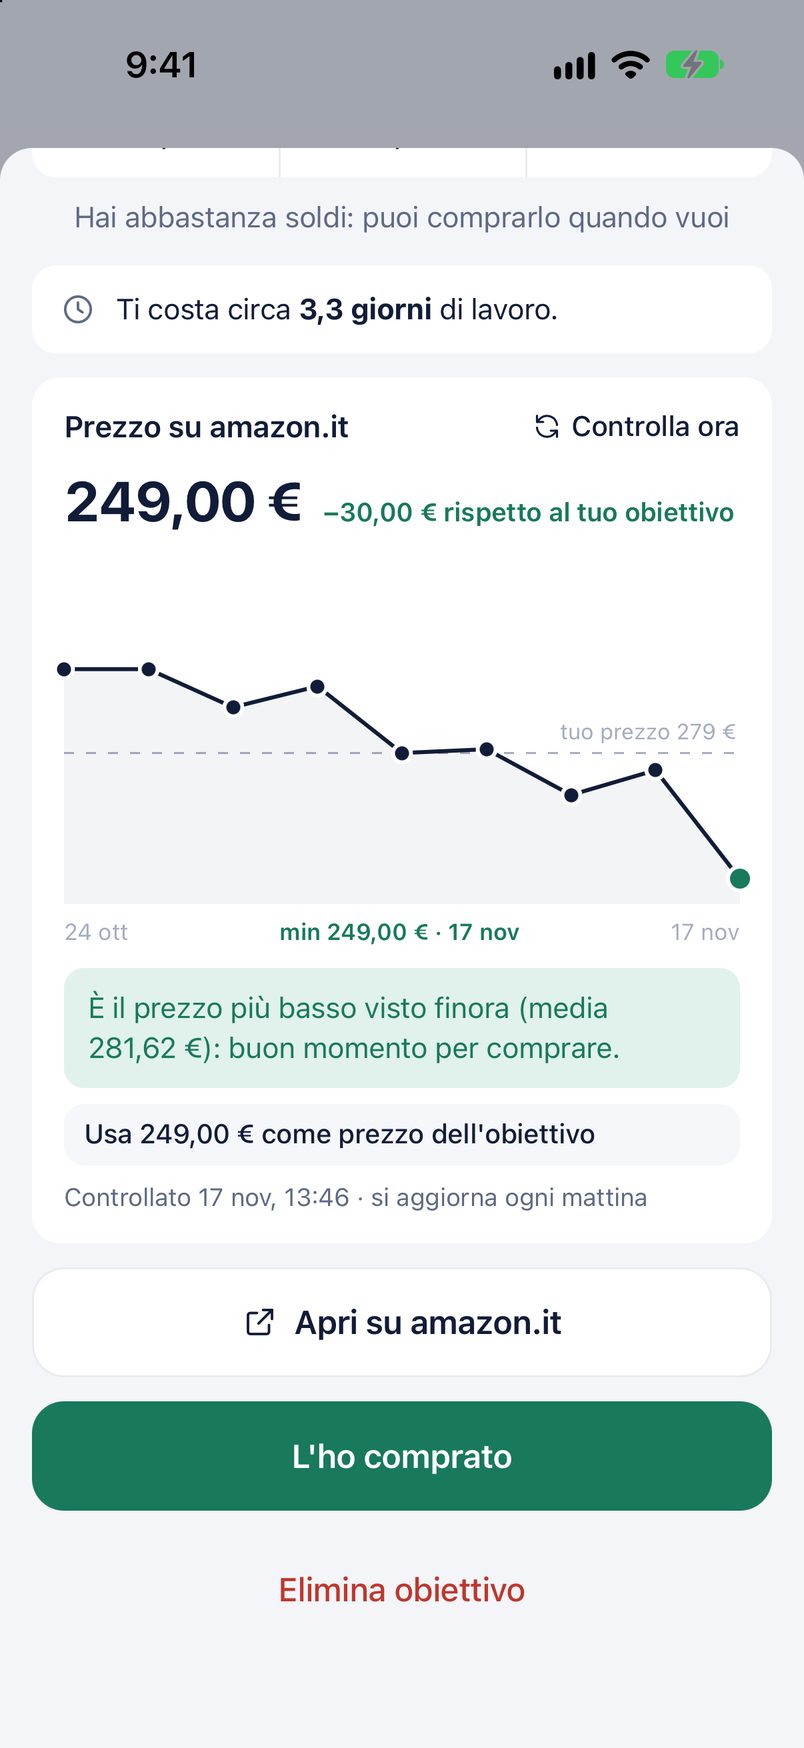 9:41
Hai abbastanza soldi: puoi comprarlo quando vuoi
Ti costa circa 3,3 giorni di lavoro.
Prezzo su amazon.it
Controlla ora
249,00 €
−30,00 € rispetto al tuo obiettivo
tuo prezzo 279 €
24 ott
min 249,00 € · 17 nov
17 nov
È il prezzo più basso visto finora (media
281,62 €): buon momento per comprare.
Usa 249,00 € come prezzo dell'obiettivo
Controllato 17 nov, 13:46 · si aggiorna ogni mattina
Apri su amazon.it
L'ho comprato
Elimina obiettivo